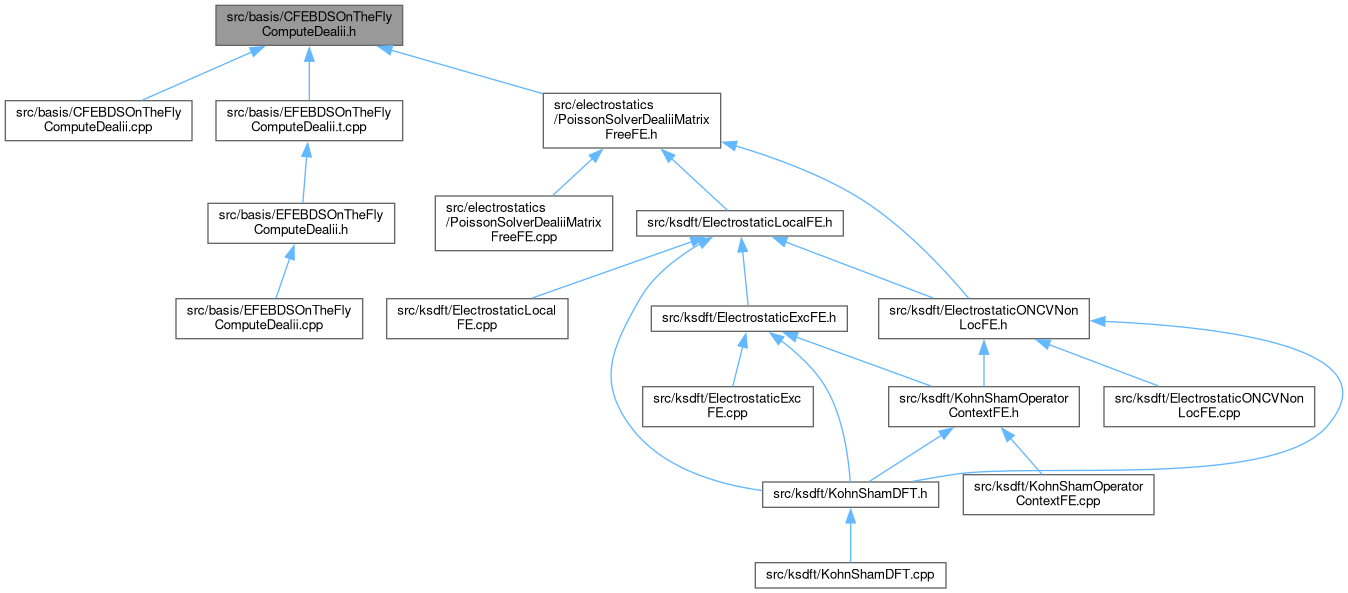 src/basis/CFEBDSOnTheFly
ComputeDealii.h
src/basis/CFEBDSOnTheFly
ComputeDealii.cpp
src/basis/EFEBDSOnTheFly
ComputeDealii.t.cpp
src/electrostatics
/PoissonSolverDealiiMatrix
FreeFE.h
src/basis/EFEBDSOnTheFly
ComputeDealii.h
src/electrostatics
/PoissonSolverDealiiMatrix
FreeFE.cpp
src/ksdft/ElectrostaticLocalFE.h
src/basis/EFEBDSOnTheFly
ComputeDealii.cpp
src/ksdft/ElectrostaticLocal
FE.cpp
src/ksdft/ElectrostaticExcFE.h
src/ksdft/ElectrostaticONCVNon
LocFE.h
src/ksdft/ElectrostaticExc
FE.cpp
src/ksdft/KohnShamOperator
ContextFE.h
src/ksdft/ElectrostaticONCVNon
LocFE.cpp
src/ksdft/KohnShamDFT.h
src/ksdft/KohnShamOperator
ContextFE.cpp
src/ksdft/KohnShamDFT.cpp